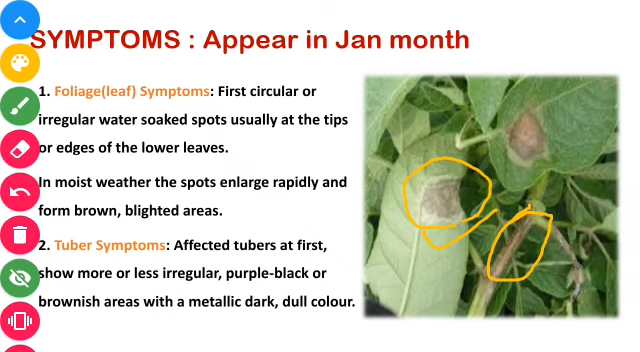 SYMPTOMS : Appear in Jan month
1. Foliage(leaf) Symptoms: First circular or
irregular water soaked spots usually at the tips
or edges of the lower leaves.
In moist weather the spots enlarge rapidly and
form brown, blighted areas.
2. Tuber Symptoms: Affected tubers at first,
show more or less irregular, purple-black or
brownish areas with a metallic dark, dull colour.